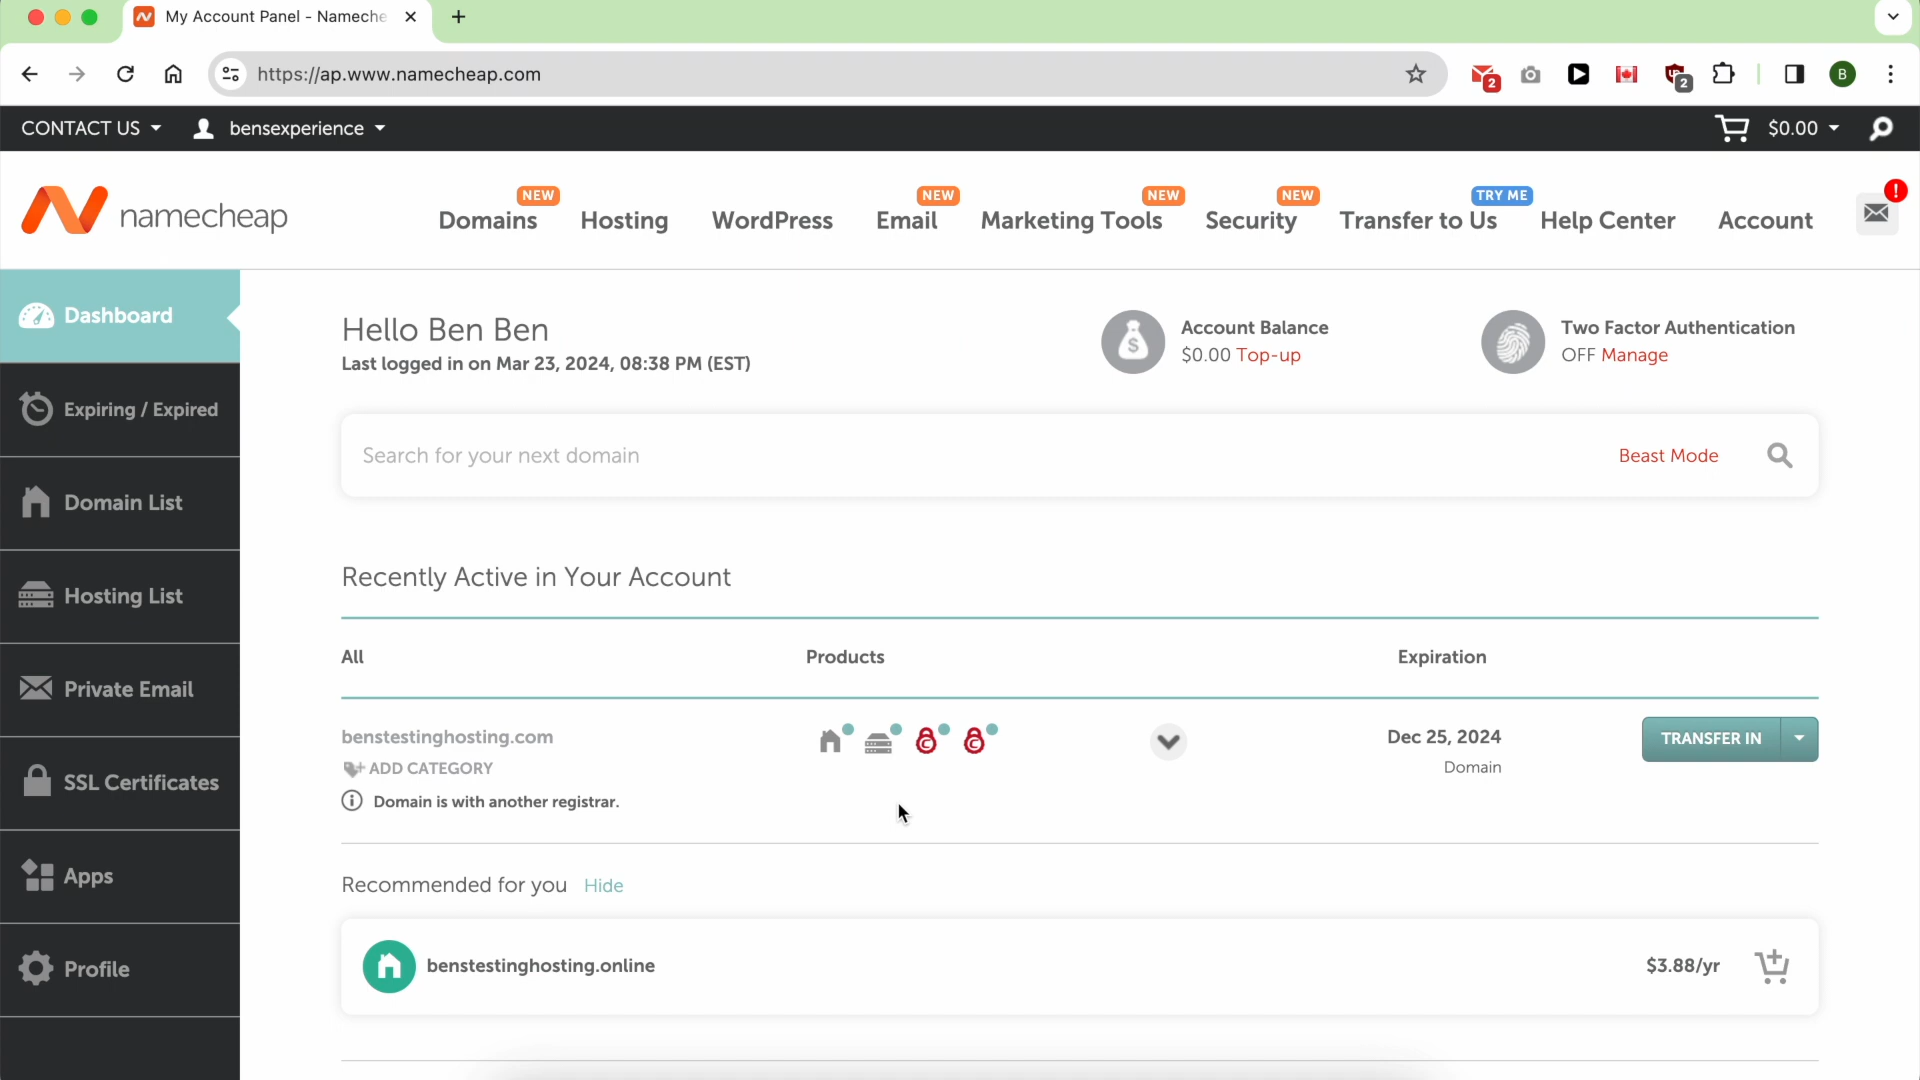 My Account Panel - Nameche
https://ap.www.namecheap.com
2
2
B
CONTACT US
bensexperience
$0.00
namecheap
NEW
NEW
NEW
NEW
TRY ME
Domains
Hosting
WordPress
Email
Marketing Tools
Security
Transfer to Us
Help Center
Account
!
Dashboard
Expiring / Expired
Domain List
Hosting List
Private Email
SSL Certificates
Apps
Profile
Hello Ben Ben
Last logged in on Mar 23, 2024, 08:38 PM (EST)
Account Balance
$0.00 Top-up
Two Factor Authentication
OFF Manage
Search for your next domain
Beast Mode
Recently Active in Your Account
All
Products
Expiration
benstestinghosting.com
ADD CATEGORY
Domain is with another registrar.
Dec 25, 2024
Domain
TRANSFER IN
Recommended for you
Hide
benstestinghosting.online
$3.88/yr